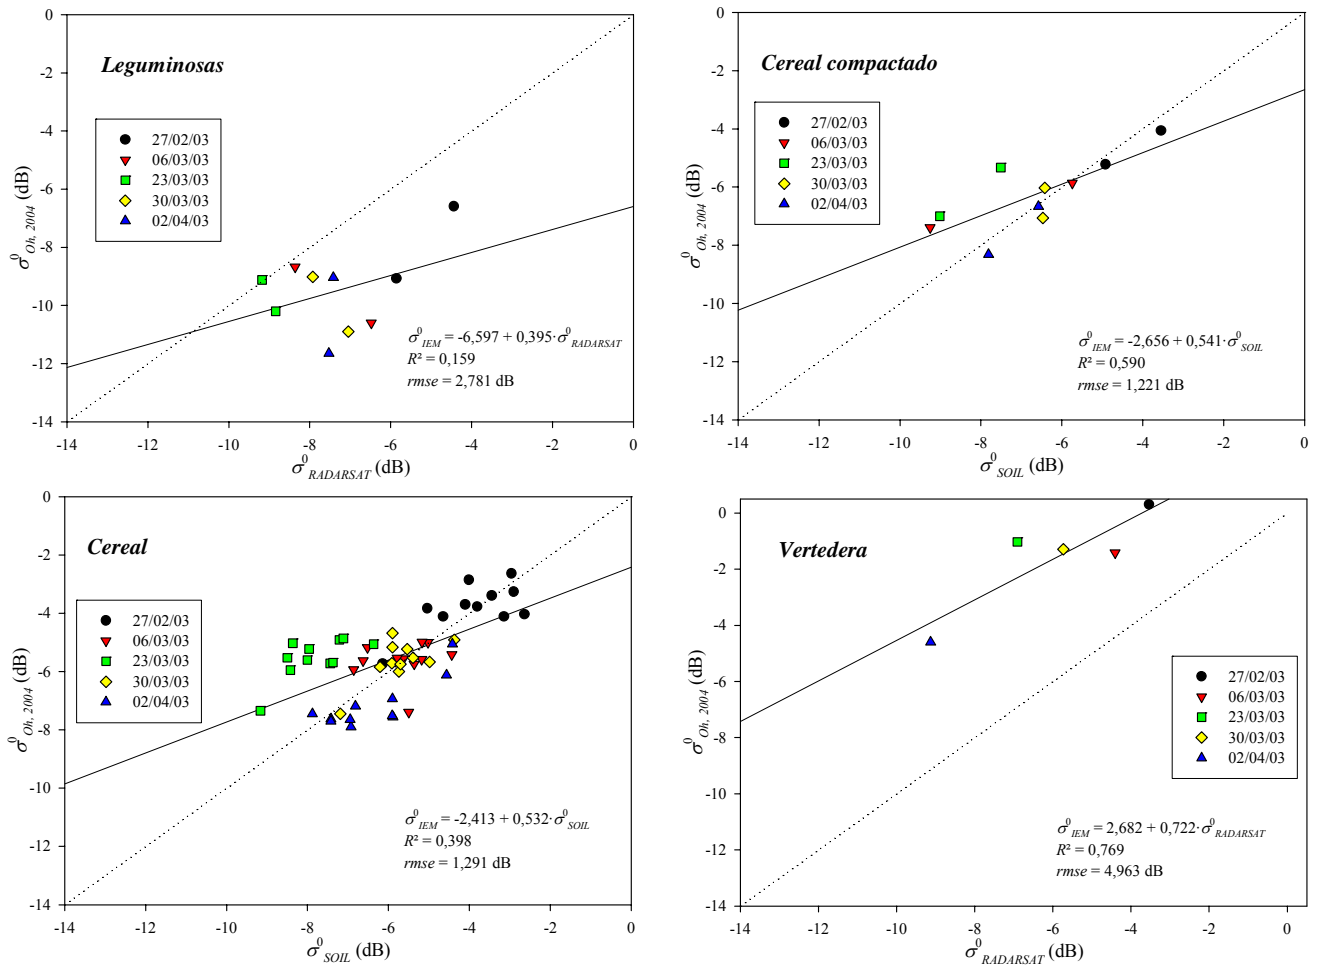 Leguminosas
0
-2
-4
-6
-8
-10
-12
-14
σ⁰ Oh, 2004 (dB)
27/02/03
06/03/03
23/03/03
30/03/03
02/04/03
σ⁰IEM = -6,597 + 0,395·σ⁰RADARSAT
R² = 0,159
rmse = 2,781 dB
-14 -12 -10 -8 -6 -4 -2 0
σ⁰RADARSAT (dB)
Cereal compactado
0
-2
-4
-6
-8
-10
-12
-14
σ⁰ Oh, 2004 (dB)
27/02/03
06/03/03
23/03/03
30/03/03
02/04/03
σ⁰IEM = -2,656 + 0,541·σ⁰SOIL
R² = 0,590
rmse = 1,221 dB
-14 -12 -10 -8 -6 -4 -2 0
σ⁰SOIL (dB)
Cereal
0
-2
-4
-6
-8
-10
-12
-14
σ⁰ Oh, 2004 (dB)
27/02/03
06/03/03
23/03/03
30/03/03
02/04/03
σ⁰IEM = -2,413 + 0,532·σ⁰SOIL
R² = 0,398
rmse = 1,291 dB
-14 -12 -10 -8 -6 -4 -2 0
σ⁰SOIL (dB)
Vertedera
0
-2
-4
-6
-8
-10
-12
-14
σ⁰ Oh, 2004 (dB)
27/02/03
06/03/03
23/03/03
30/03/03
02/04/03
σ⁰IEM = 2,682 + 0,722·σ⁰RADARSAT
R² = 0,769
rmse = 4,963 dB
-14 -12 -10 -8 -6 -4 -2 0
σ⁰RADARSAT (dB)